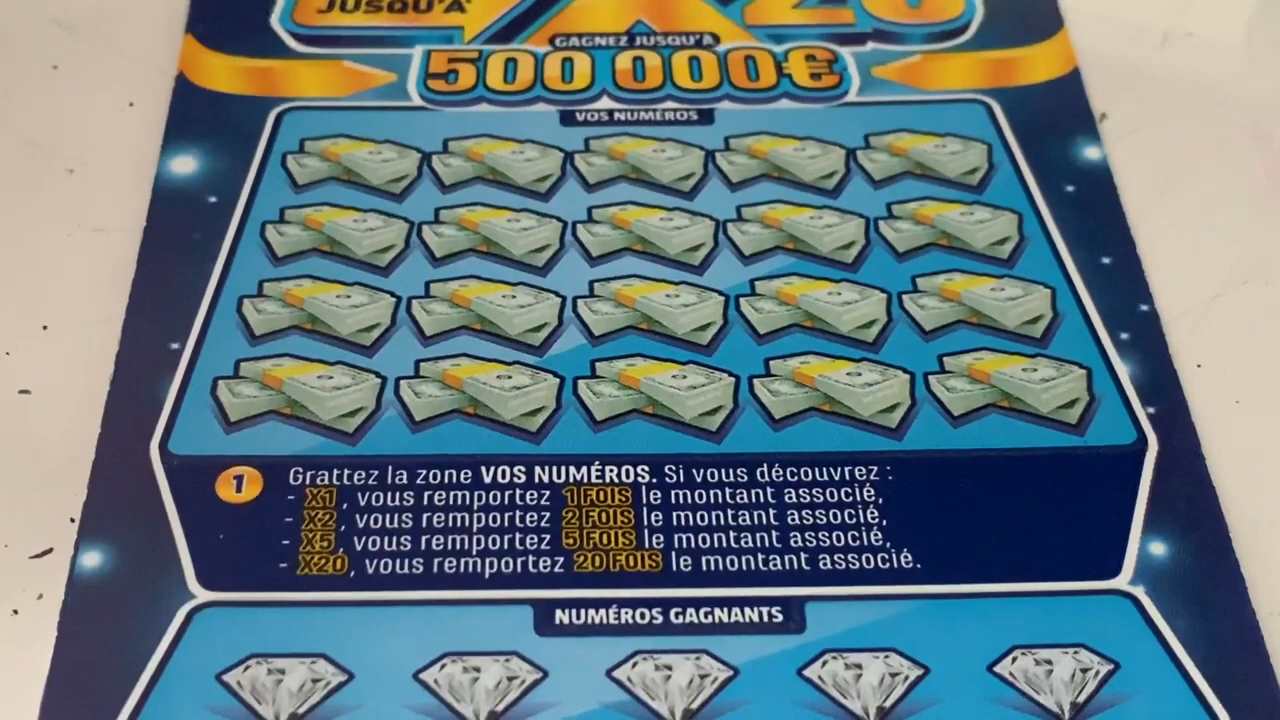 JUSQU'À
20
GAGNEZ JUSQU'À
500 000€
VOS NUMÉROS
1 Grattez la zone VOS NUMÉROS. Si vous découvrez :
- X1, vous remportez 1 FOIS le montant associé,
- X2, vous remportez 2 FOIS le montant associé,
- X5, vous remportez 5 FOIS le montant associé,
- X20, vous remportez 20 FOIS le montant associé.
NUMÉROS GAGNANTS